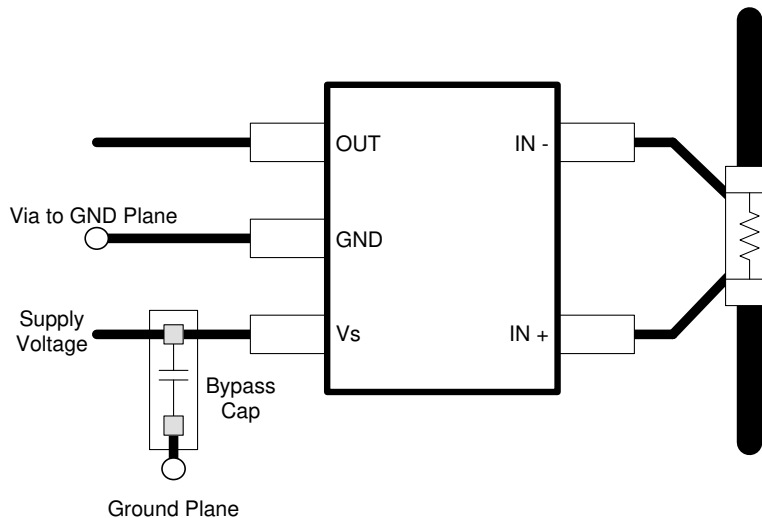 OUT
IN -
Via to GND Plane
GND
Supply
Voltage
Vs
IN +
Bypass
Cap
Ground Plane